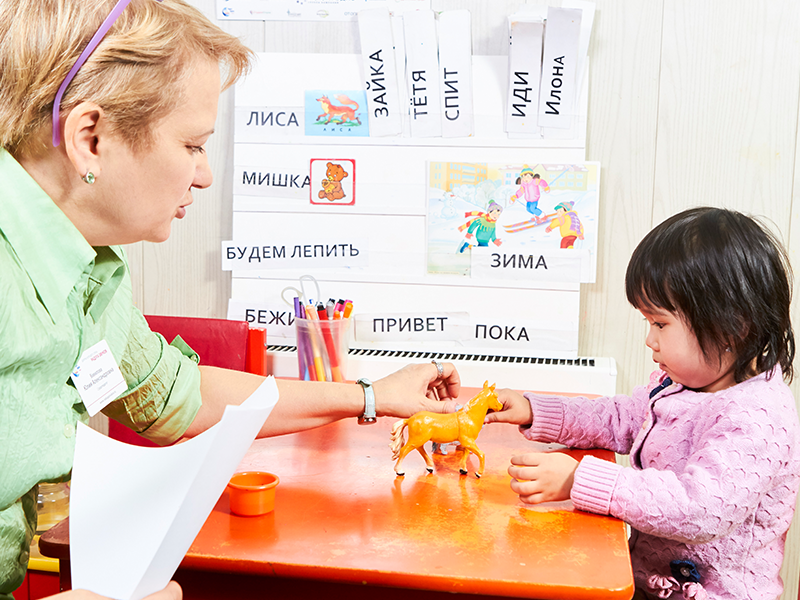 ЗАЙКА
ТЁТЯ
СПИТ
ИДИ
Илона
ЛИСА
ЛИСА
МИШКА
БУДЕМ ЛЕПИТЬ
ЗИМА
БЕЖИ
ПРИВЕТ
ПОКА